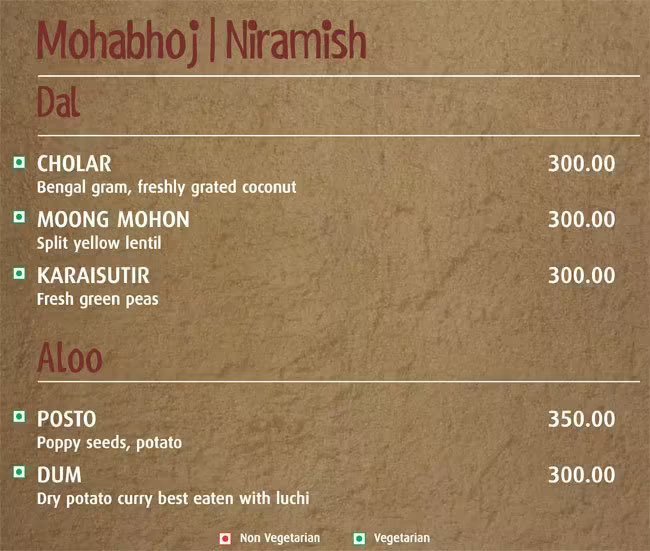 Mohabhoj | Niramish
Dal
CHOLAR 300.00
Bengal gram, freshly grated coconut
MOONG MOHON 300.00
Split yellow lentil
KARAISUTIR 300.00
Fresh green peas
Aloo
POSTO 350.00
Poppy seeds, potato
DUM 300.00
Dry potato curry best eaten with luchi
Non Vegetarian Vegetarian